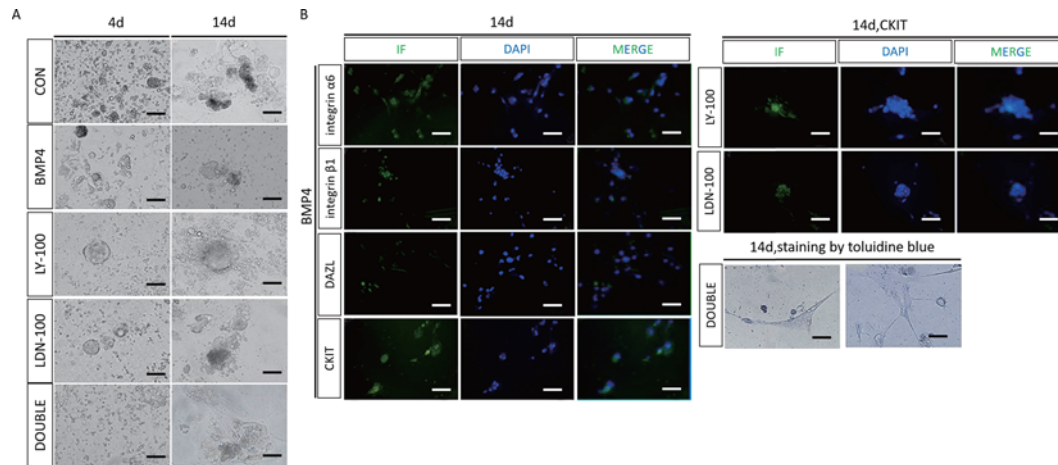 A
4d 14d
CON
BMP4
LY-100
LDN-100
DOUBLE
B
14d
IF DAPI MERGE
BMP4
integrin α6
integrin β1
DAZL
CKIT
14d,CKIT
IF DAPI MERGE
LY-100
LDN-100
14d,staining by toluidine blue
DOUBLE